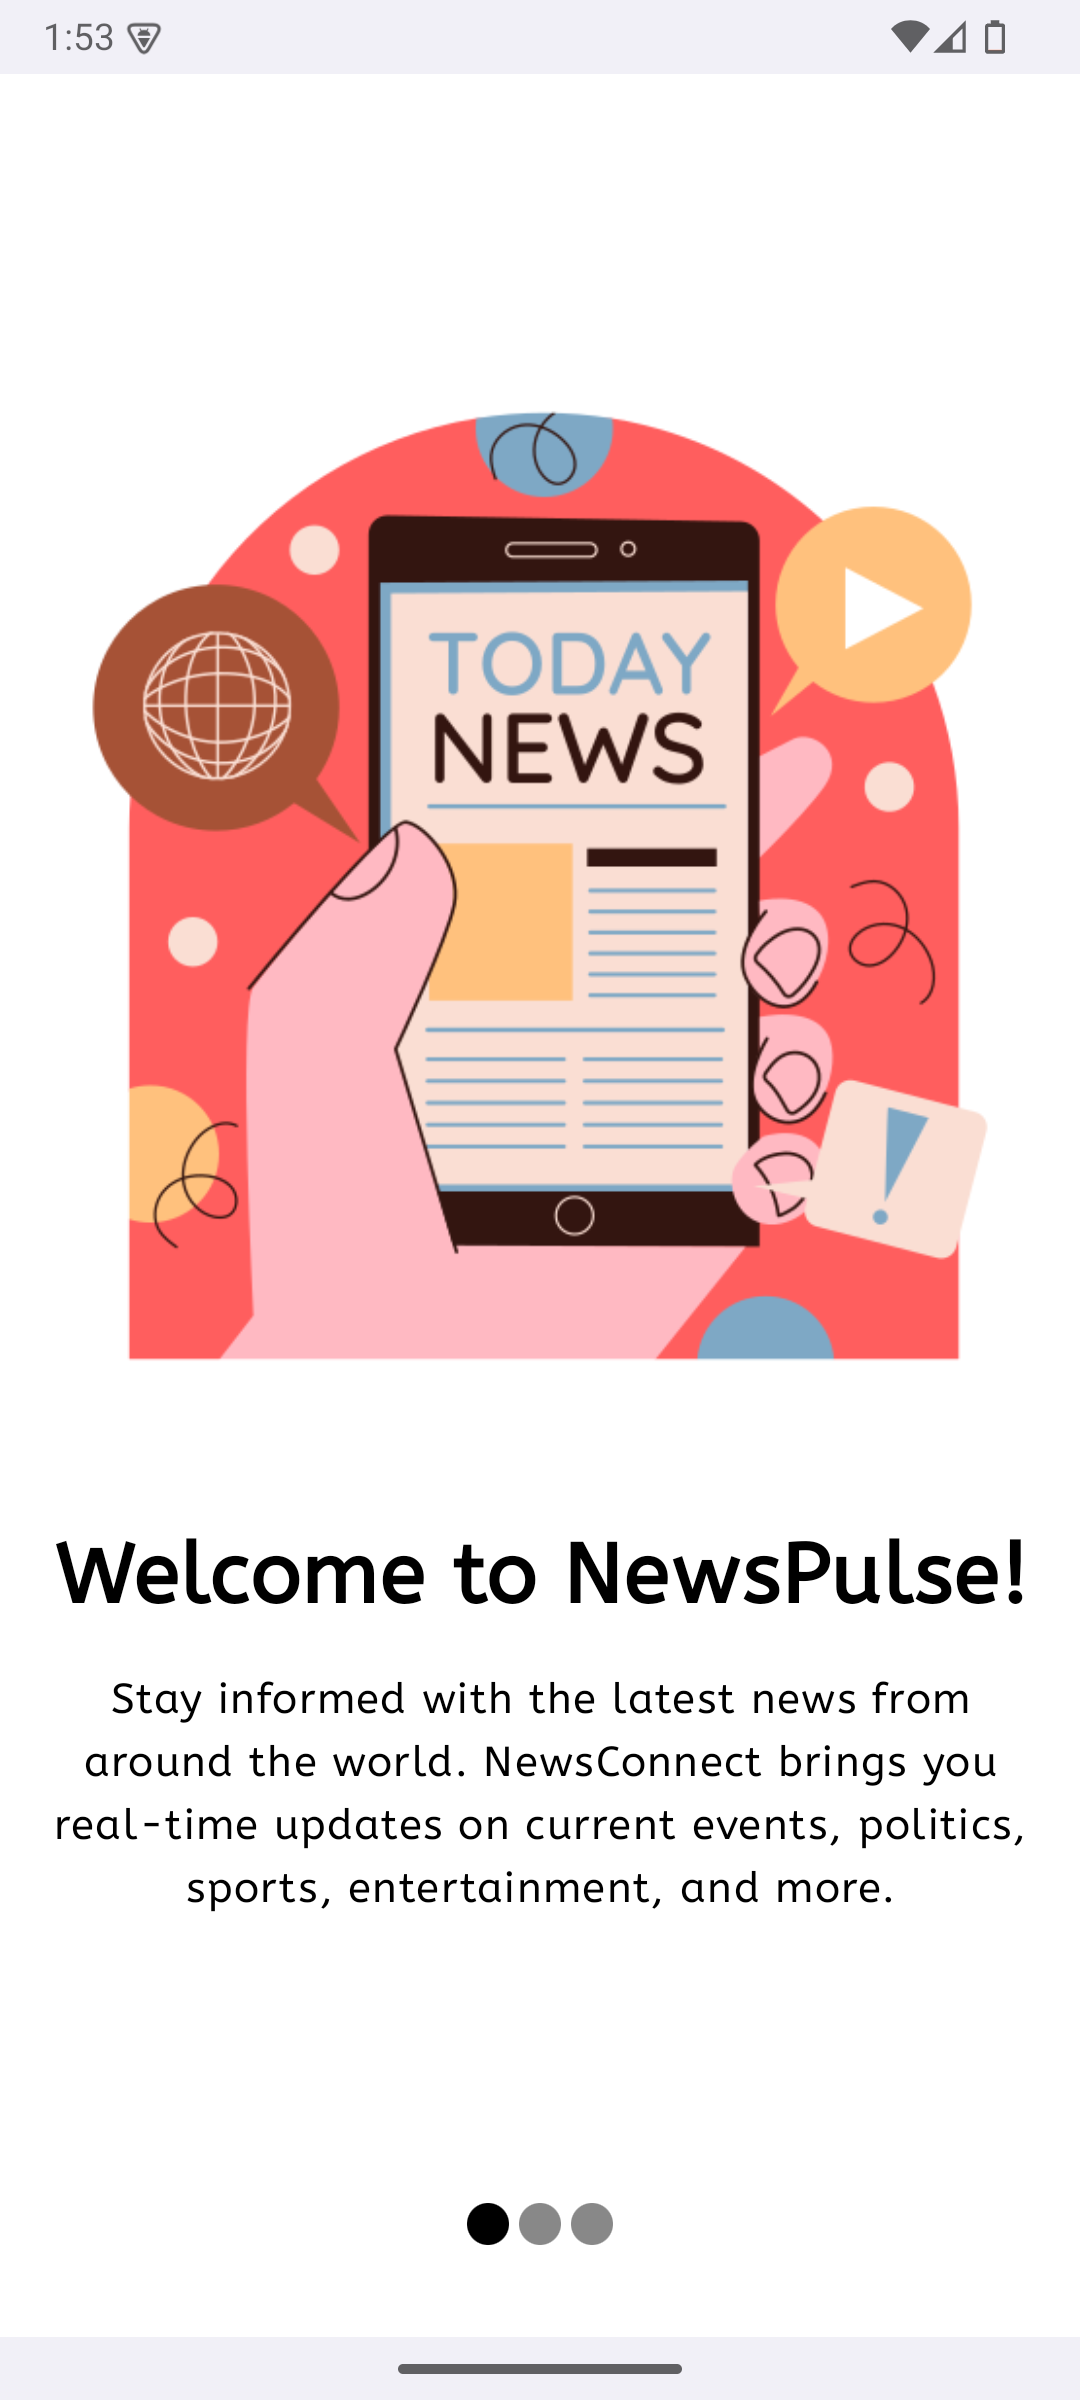 1:53
TODAY
NEWS
Welcome to NewsPulse!
Stay informed with the latest news from
around the world. NewsConnect brings you
real-time updates on current events, politics,
sports, entertainment, and more.